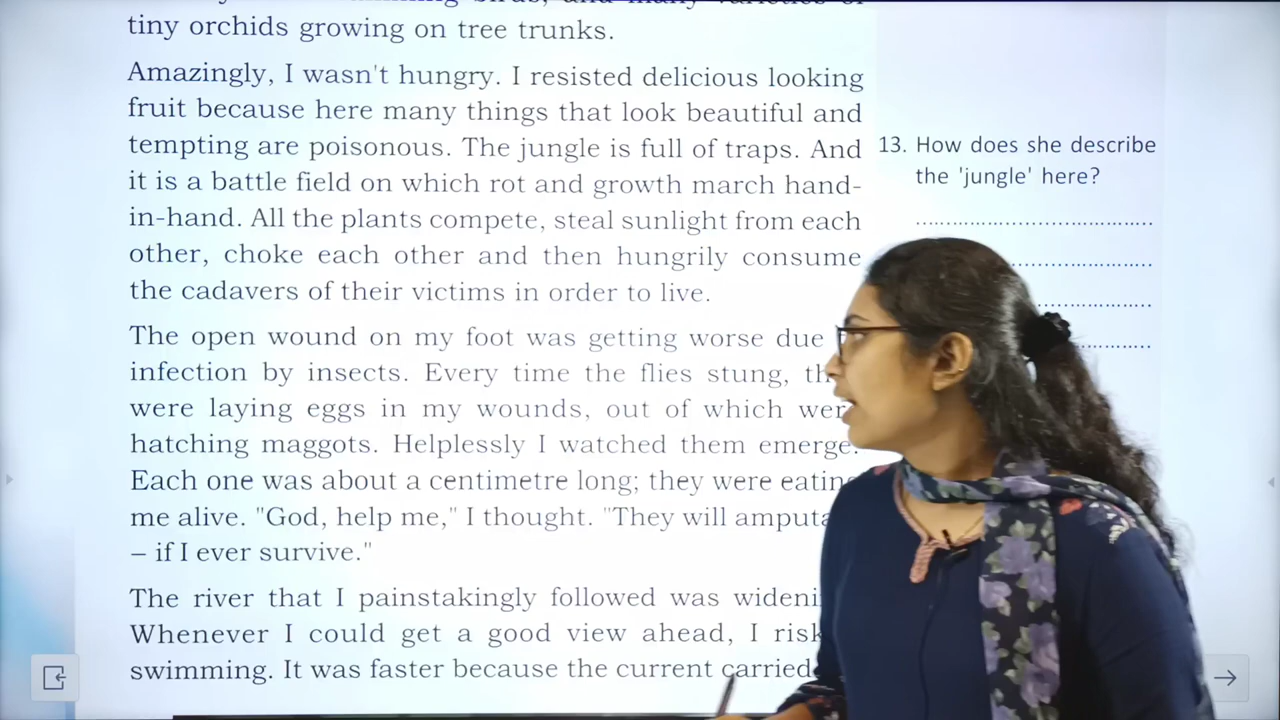 tiny orchids growing on tree trunks.
Amazingly, I wasn't hungry. I resisted delicious looking
fruit because here many things that look beautiful and
tempting are poisonous. The jungle is full of traps. And
it is a battle field on which rot and growth march hand-
in-hand. All the plants compete, steal sunlight from each
other, choke each other and then hungrily consume
the cadavers of their victims in order to live.
The open wound on my foot was getting worse due
infection by insects. Every time the flies stung,
were laying eggs in my wounds, out of which
hatching maggots. Helplessly I watched them emerge.
Each one was about a centimetre long; they were
me alive. "God, help me," I thought. "They will
– if I ever survive."
The river that I painstakingly followed was
Whenever I could get a good view ahead, I
swimming. It was faster because the current carried
13. How does she describe
the 'jungle' here?